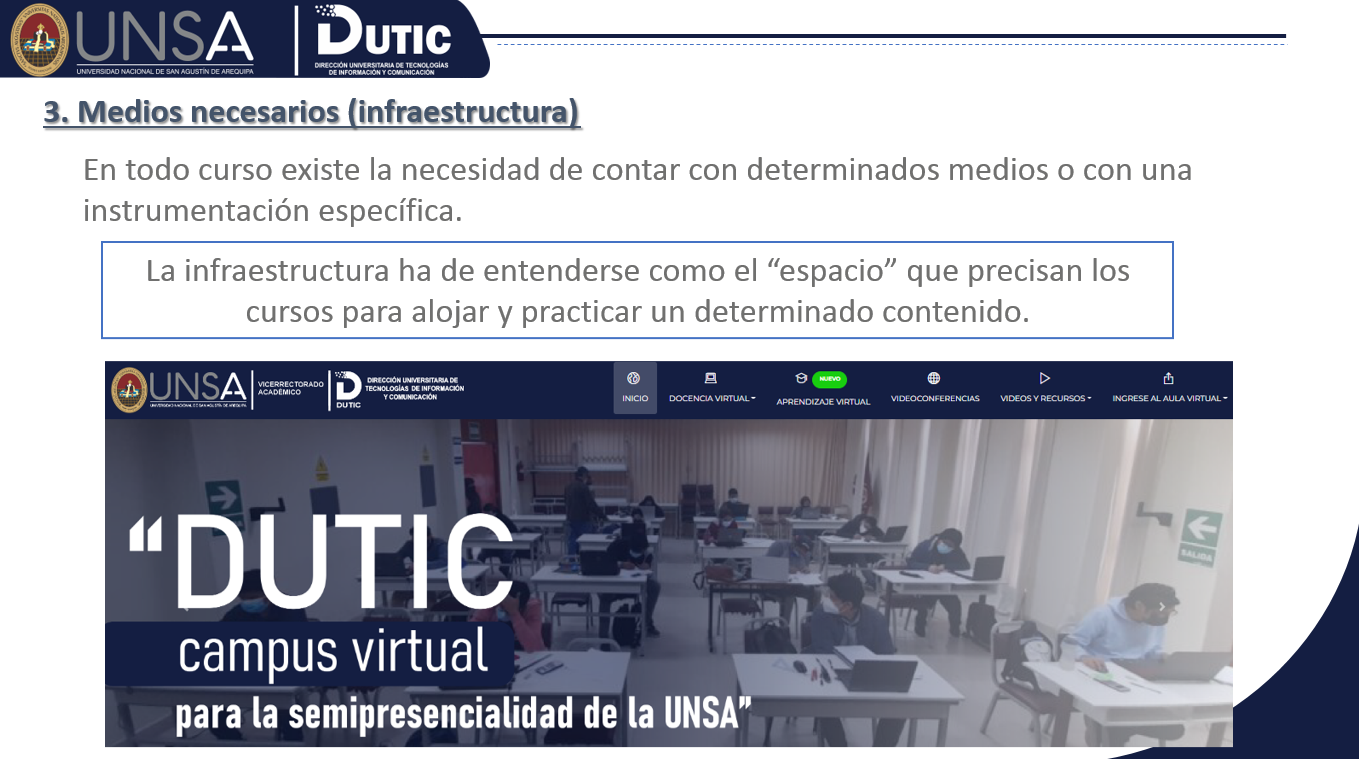 UNSA
UNIVERSIDAD NACIONAL DE SAN AGUSTÍN DE AREQUIPA
DUTIC
DIRECCIÓN UNIVERSITARIA DE TECNOLOGÍAS
DE INFORMACIÓN Y COMUNICACIÓN
3. Medios necesarios (infraestructura)
En todo curso existe la necesidad de contar con determinados medios o con una
instrumentación específica.
La infraestructura ha de entenderse como el “espacio” que precisan los
cursos para alojar y practicar un determinado contenido.
UNSA
UNIVERSIDAD NACIONAL DE SAN AGUSTÍN DE AREQUIPA
VICERRECTORADO
ACADÉMICO
DUTIC
DIRECCIÓN UNIVERSITARIA DE
TECNOLOGÍAS DE INFORMACIÓN
Y COMUNICACIÓN
INICIO
DOCENCIA VIRTUAL
NUEVO
APRENDIZAJE VIRTUAL
VIDEOCONFERENCIAS
VIDEOS Y RECURSOS
INGRESE AL AULA VIRTUAL
“DUTIC
campus virtual
para la semipresencialidad de la UNSA”
SALIDA